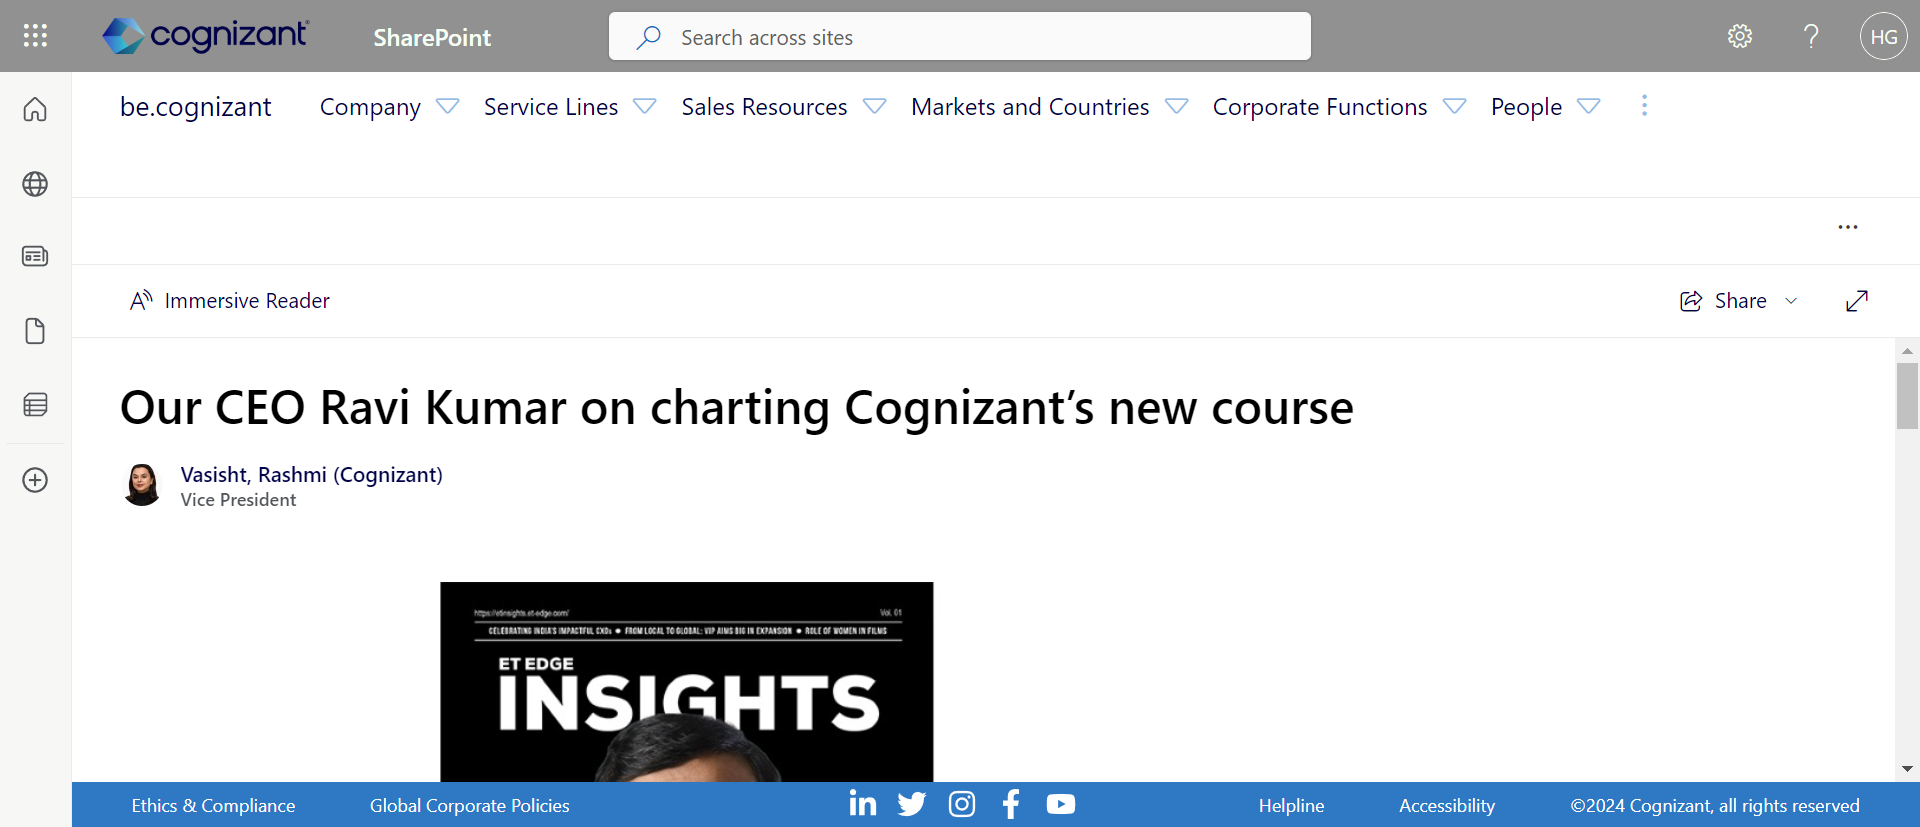 cognizant
SharePoint
Search across sites
HG
be.cognizant
Company
Service Lines
Sales Resources
Markets and Countries
Corporate Functions
People
Immersive Reader
Share
Our CEO Ravi Kumar on charting Cognizant’s new course
Vasisht, Rashmi (Cognizant)
Vice President
https://etinsights.et-edge.com/
Vol. 01
CELEBRATING INDIA'S IMPACTFUL CXOs ● FROM LOCAL TO GLOBAL: VIP AIMS BIG IN EXPANSION ● ROLE OF WOMEN IN FILMS
ET EDGE
INSIGHTS
Ethics & Compliance
Global Corporate Policies
Helpline
Accessibility
©2024 Cognizant, all rights reserved